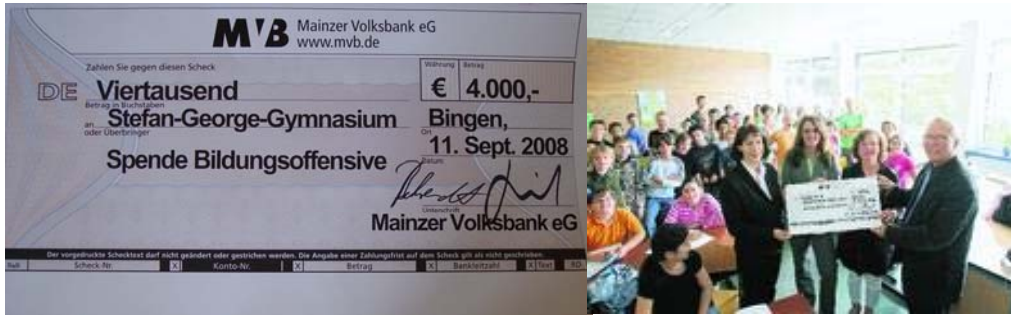 MVB Mainzer Volksbank eG
www.mvb.de
Zahlen Sie gegen diesen Scheck
Währung Betrag
DE Viertausend € 4.000,-
Betrag in Buchstaben
an Stefan-George-Gymnasium Bingen,
oder Überbringer Ort
11. Sept. 2008
Spende Bildungsoffensive Datum
Unterschrift
Mainzer Volksbank eG
Der vorgedruckte Schecktext darf nicht geändert oder gestrichen werden. Die Angabe einer Zahlungsfrist auf dem Scheck gilt als nicht geschrieben.
Scheck-Nr. X Konto-Nr. X Betrag X Bankleitzahl X Text